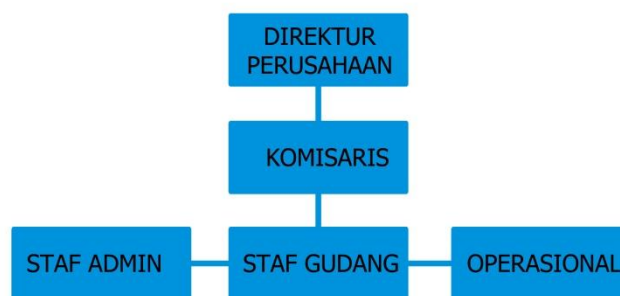 DIREKTUR
PERUSAHAAN
KOMISARIS
STAF ADMIN
STAF GUDANG
OPERASIONAL